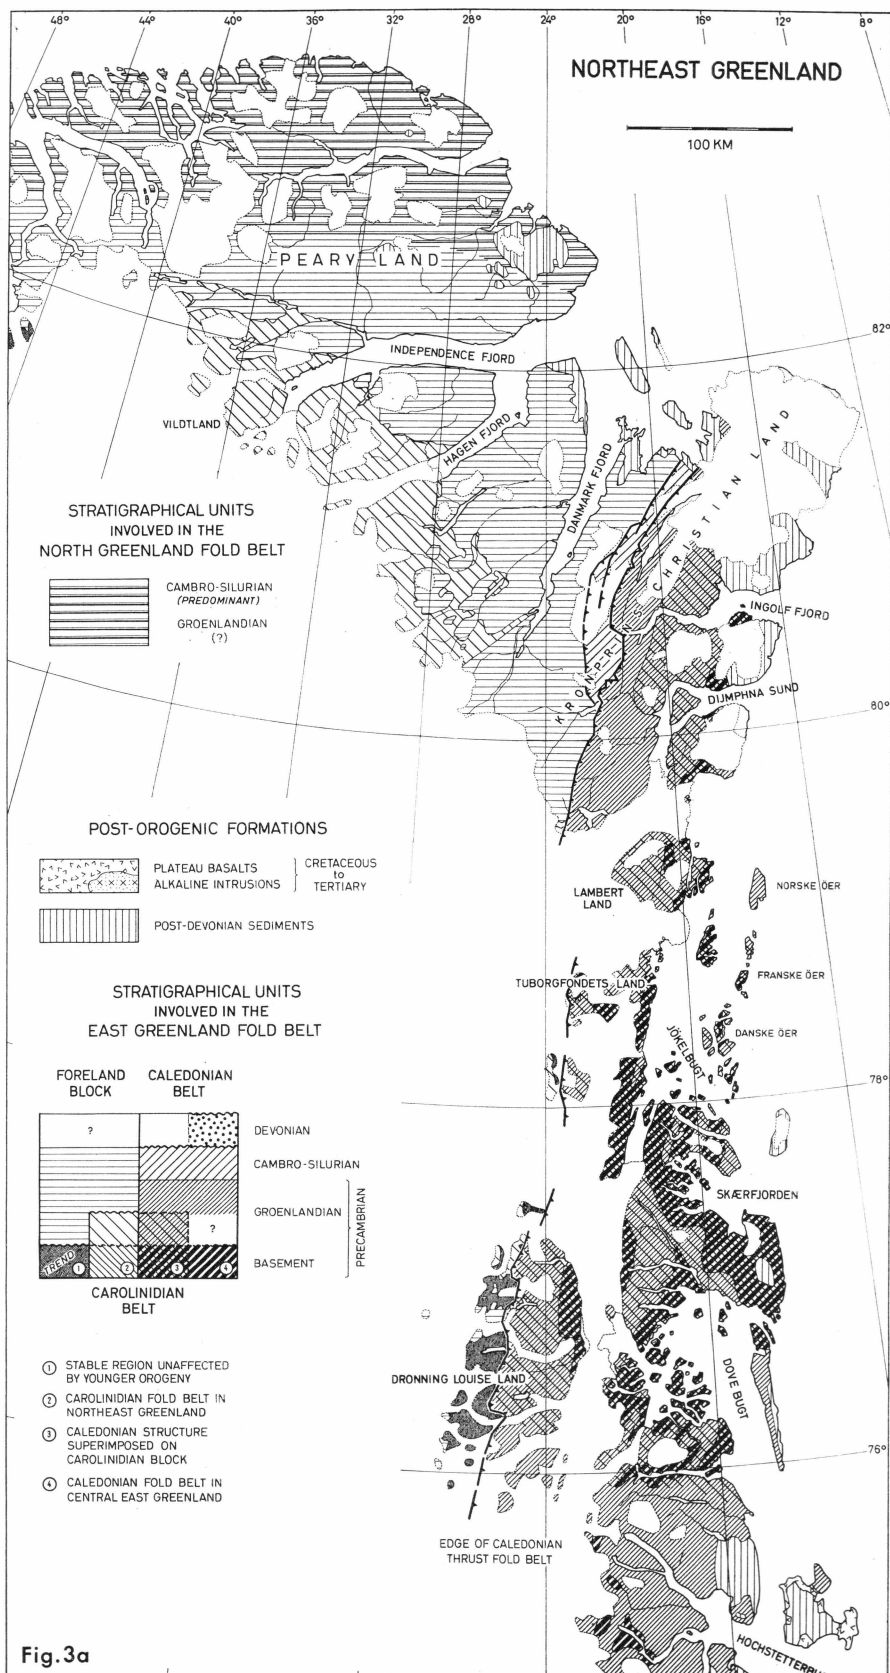 48°
44°
40°
36°
32°
28°
24°
20°
16°
12°
8°
NORTHEAST GREENLAND
100 KM
PEARY LAND
82°
INDEPENDENCE FJORD
VILDTLAND
HAGEN FJORD
DANMARK FJORD
KRONPRINS CHRISTIAN LAND
STRATIGRAPHICAL UNITS
INVOLVED IN THE
NORTH GREENLAND FOLD BELT
CAMBRO-SILURIAN
(PREDOMINANT)
GROENLANDIAN
(?)
INGOLF FJORD
DIJMPHNA SUND
80°
POST-OROGENIC FORMATIONS
PLATEAU BASALTS
ALKALINE INTRUSIONS
CRETACEOUS
to
TERTIARY
POST-DEVONIAN SEDIMENTS
LAMBERT
LAND
NORSKE ÖER
TUBORGFONDETS LAND
FRANSKE ÖER
JÖKELBUGT
DANSKE ÖER
78°
STRATIGRAPHICAL UNITS
INVOLVED IN THE
EAST GREENLAND FOLD BELT
FORELAND
BLOCK
CALEDONIAN
BELT
?
DEVONIAN
CAMBRO-SILURIAN
GROENLANDIAN
?
PRECAMBRIAN
TREND
1
2
3
4
BASEMENT
CAROLINIDIAN
BELT
SKÆRFJORDEN
1 STABLE REGION UNAFFECTED
BY YOUNGER OROGENY
2 CAROLINIDIAN FOLD BELT IN
NORTHEAST GREENLAND
3 CALEDONIAN STRUCTURE
SUPERIMPOSED ON
CAROLINIDIAN BLOCK
4 CALEDONIAN FOLD BELT IN
CENTRAL EAST GREENLAND
DRONNING LOUISE LAND
DOVE BUGT
76°
EDGE OF CALEDONIAN
THRUST FOLD BELT
Fig.3a